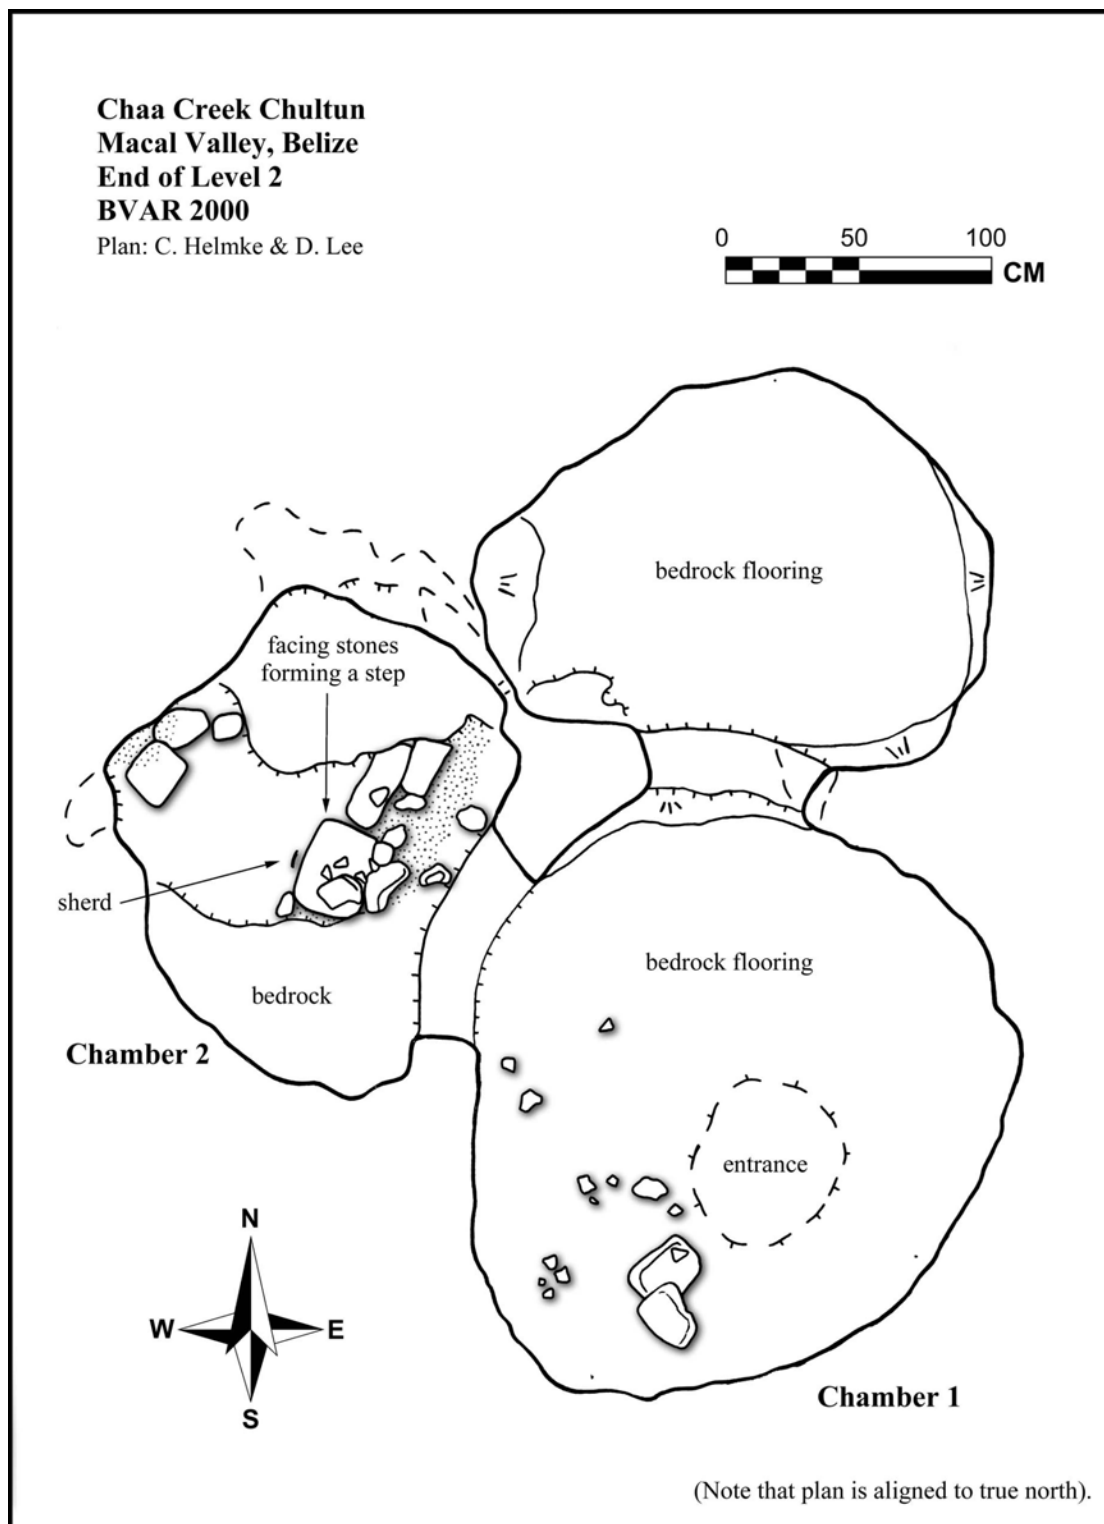 Chaa Creek Chultun
Macal Valley, Belize
End of Level 2
BVAR 2000
Plan: C. Helmke & D. Lee
0 50 100
CM
bedrock flooring
facing stones
forming a step
sherd
bedrock flooring
bedrock
Chamber 2
entrance
N
W E
S
Chamber 1
(Note that plan is aligned to true north).